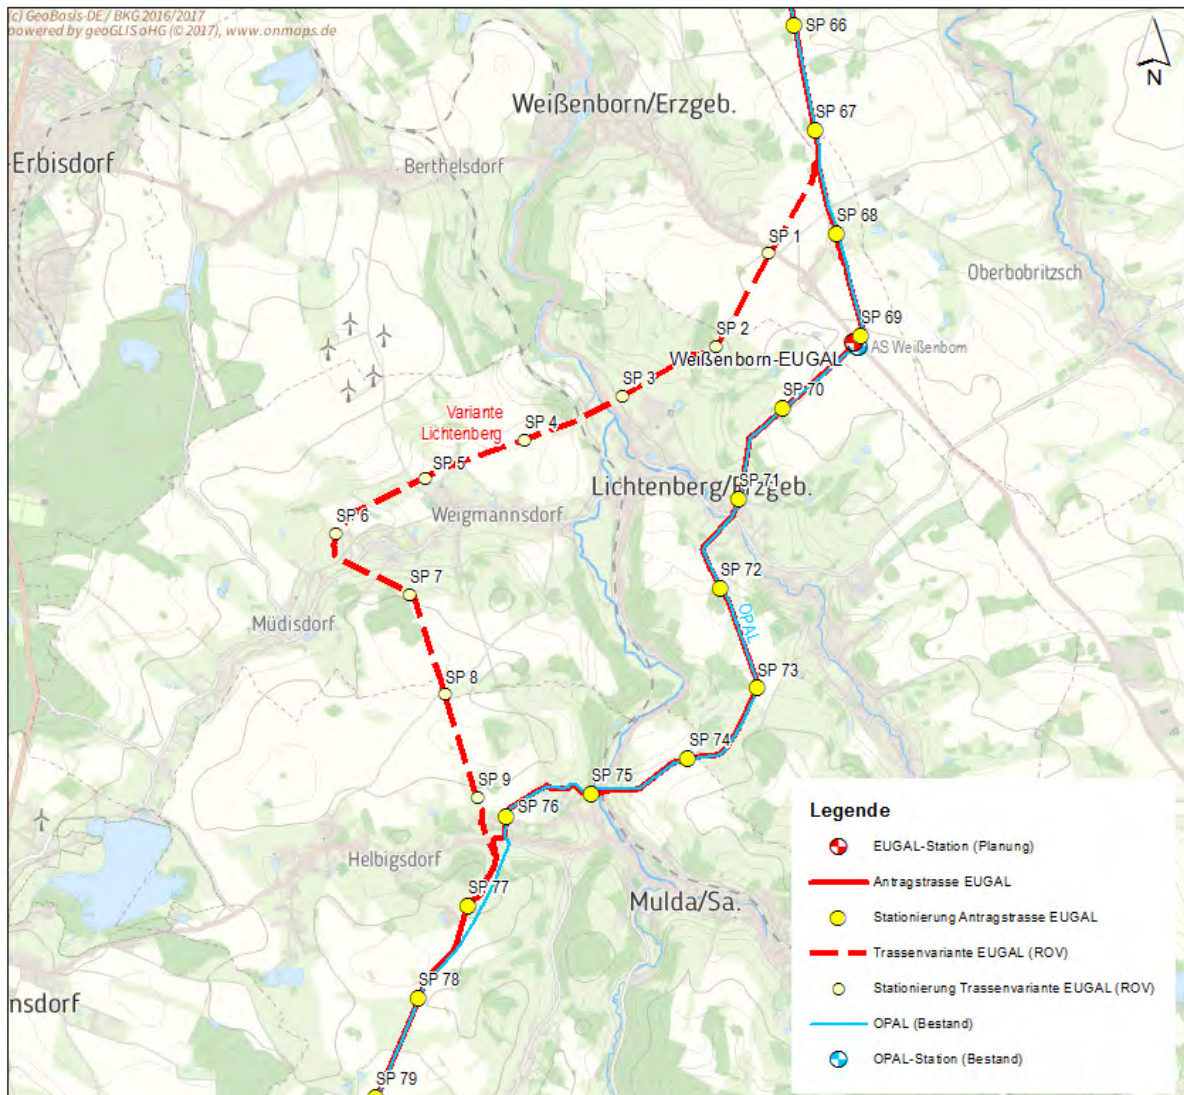 (c) GeoBasis-DE / BKG 2016/2017
powered by geoGLIS oHG (© 2017), www.onmaps.de
SP 66
N
Weißenborn/Erzgeb.
SP 67
-Erbisdorf
Berthelsdorf
SP 68
SP 1
Oberbobritzsch
SP 69
SP 2
AS Weißenborn
Weißenborn-EUGAL
SP 3
SP 70
Variante
Lichtenberg
SP 4
SP 5
SP 71
Lichtenberg/Erzgeb.
Weigmannsdorf
SP 6
SP 7
SP 72
OPAL
Müdisdorf
SP 8
SP 73
SP 74
SP 75
SP 9
SP 76
Helbigsdorf
SP 77
Mulda/Sa.
SP 78
nsdorf
SP 79
Legende
EUGAL-Station (Planung)
Antragstrasse EUGAL
Stationierung Antragstrasse EUGAL
Trassenvariante EUGAL (ROV)
Stationierung Trassenvariante EUGAL (ROV)
OPAL (Bestand)
OPAL-Station (Bestand)